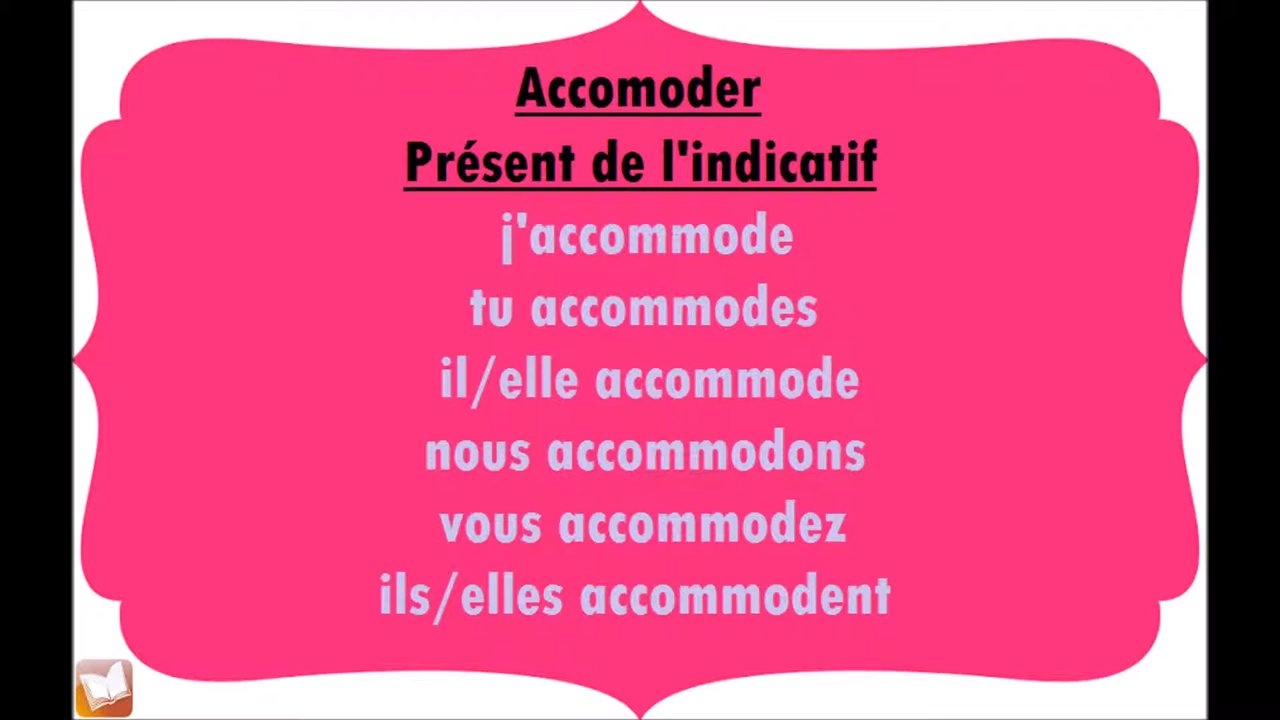 Accomoder
Présent de l'indicatif
j'accommode
tu accommodes
il/elle accommode
nous accommodons
vous accommodez
ils/elles accommodent